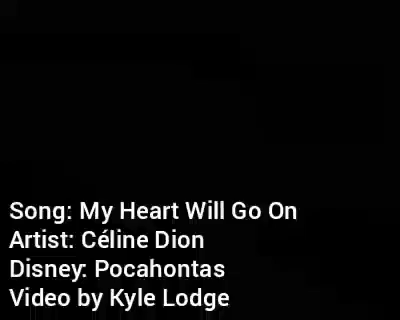 Song: My Heart Will Go On
Artist: Céline Dion
Disney: Pocahontas
Video by Kyle Lodge